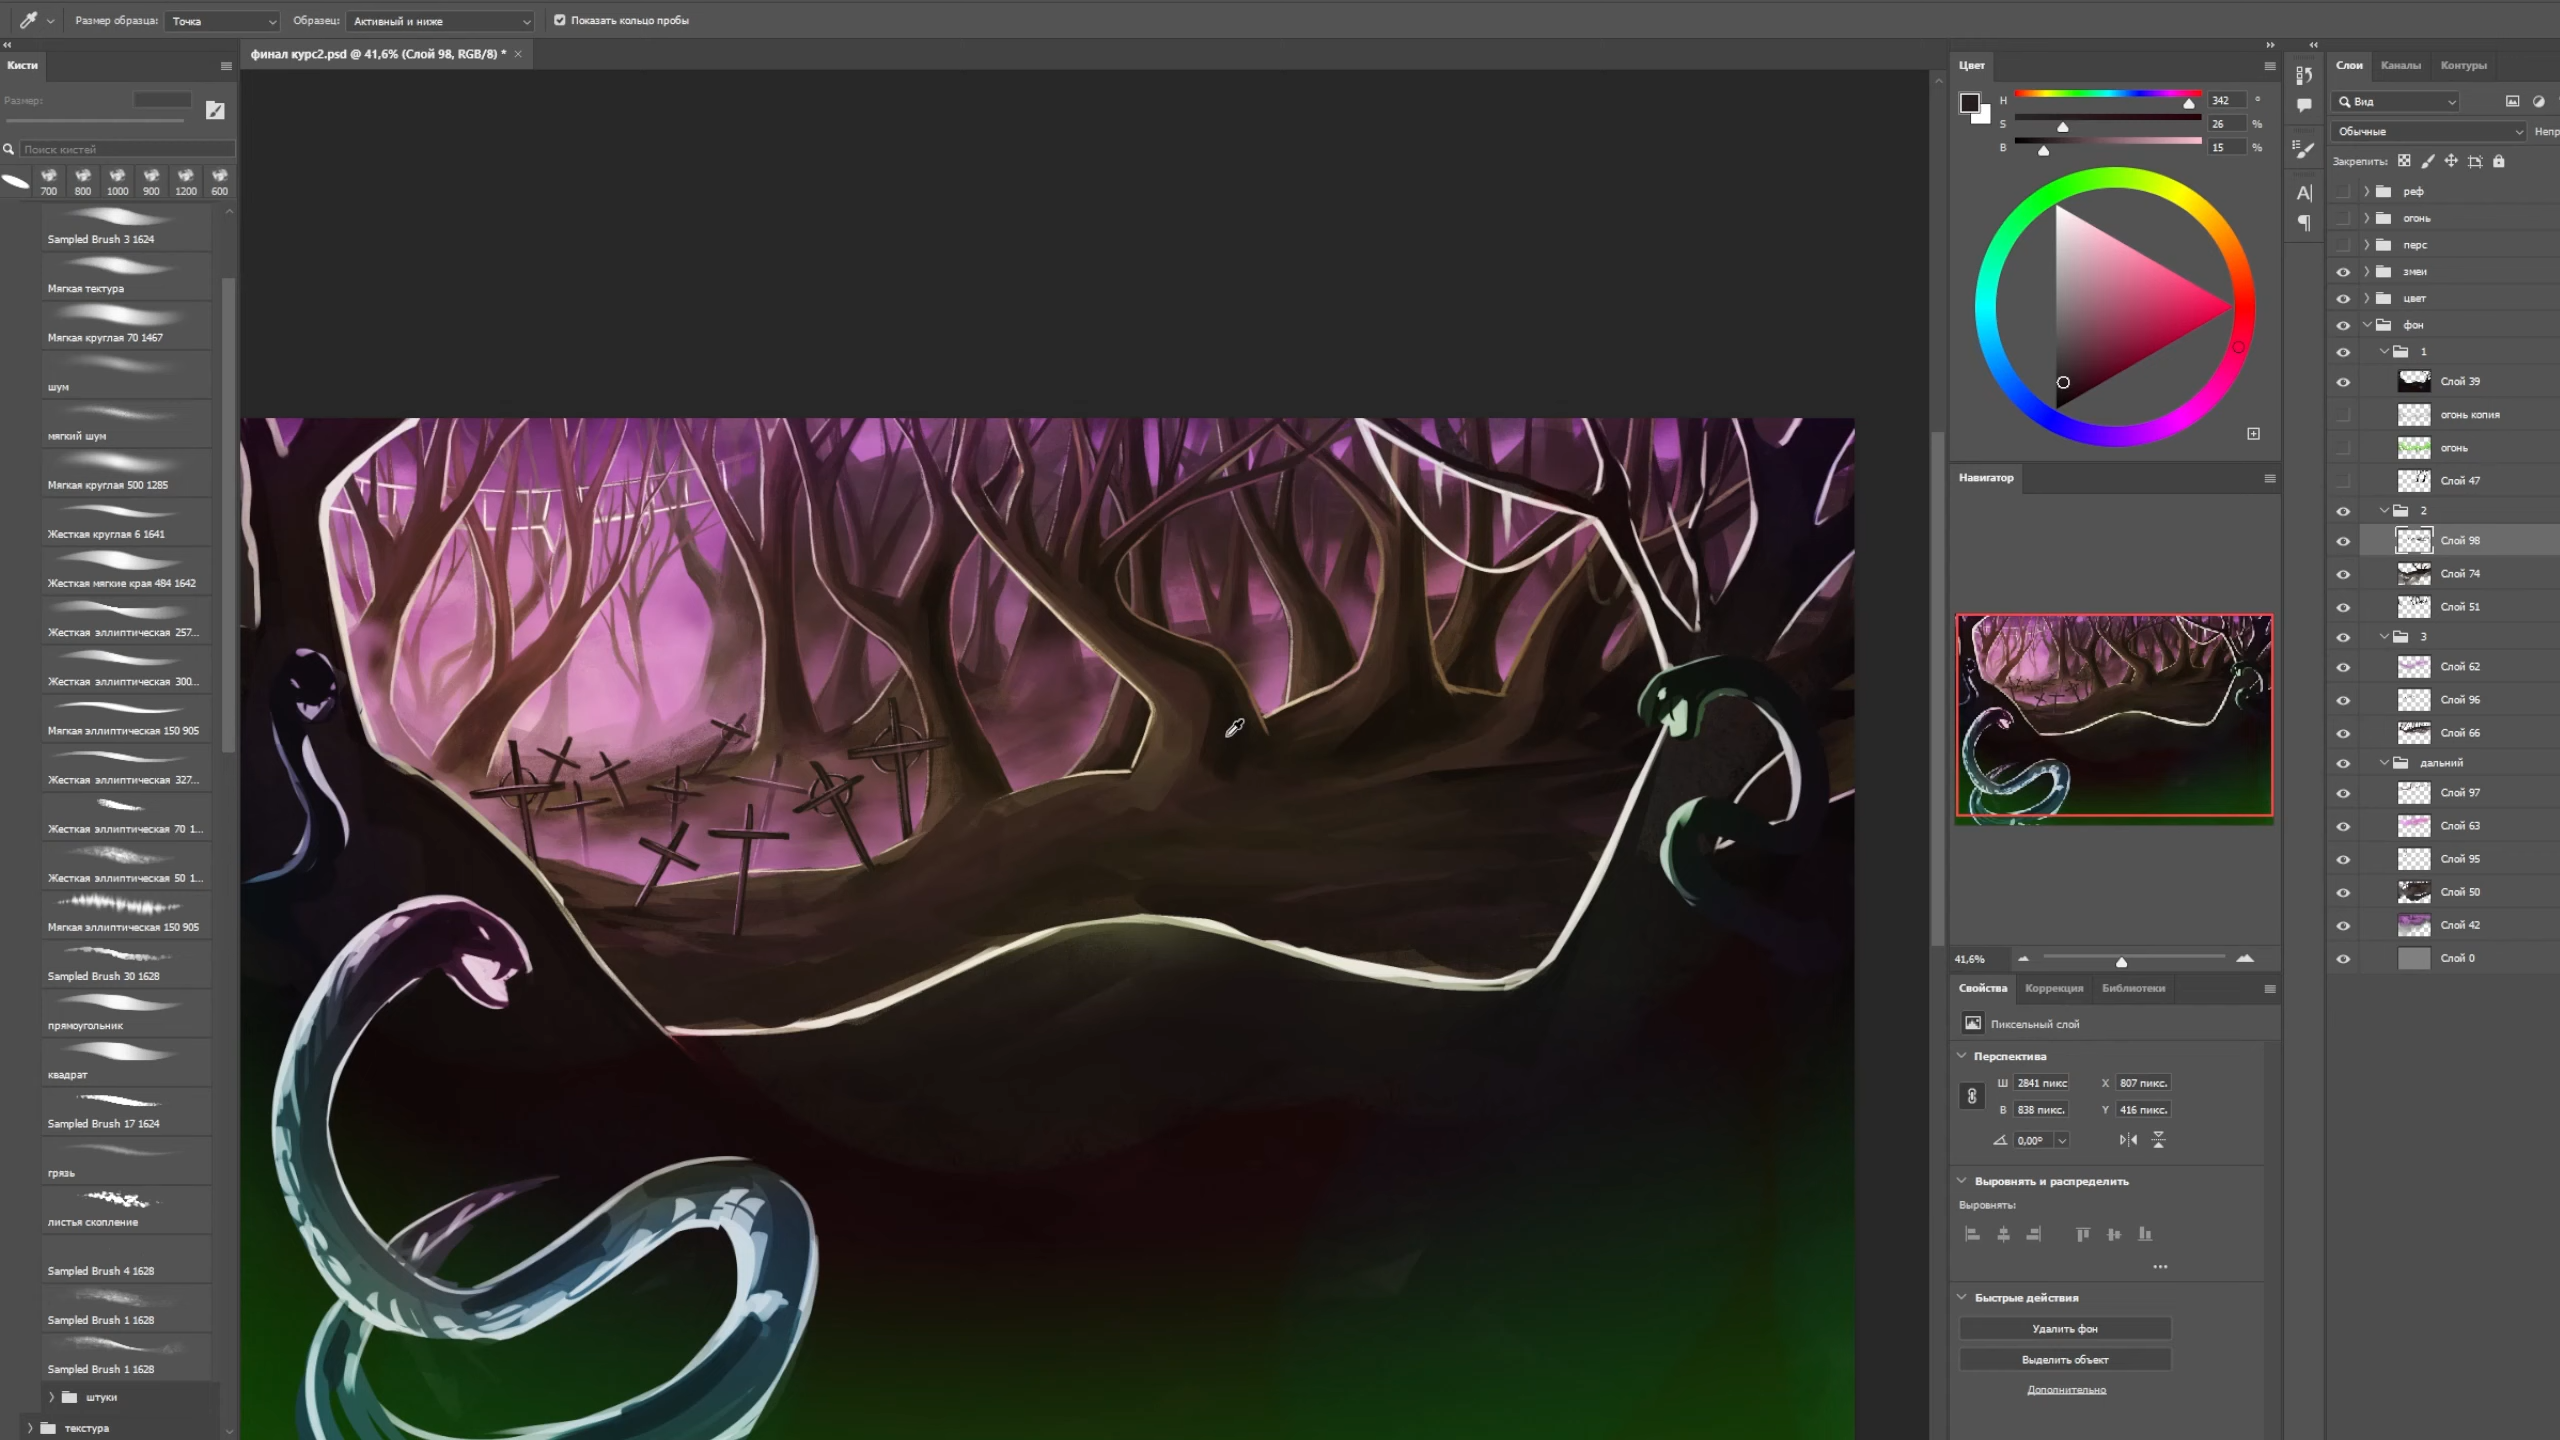 Размер образца: Точка Образец: Активный и ниже Показать кольцо пробы
финал курс2.psd @ 41,6% (Слой 98, RGB/8) * ×
Кисти
Размер:
Поиск кистей
700 800 1000 900 1200 600
Sampled Brush 3 1624
Мягкая тектура
Мягкая круглая 70 1467
шум
мягкий шум
Мягкая круглая 500 1285
Жесткая круглая 6 1641
Жесткая мягкие края 484 1642
Жесткая эллиптическая 257...
Жесткая эллиптическая 300...
Мягкая эллиптическая 150 905
Жесткая эллиптическая 327...
Жесткая эллиптическая 70 1...
Жесткая эллиптическая 50 1...
Мягкая эллиптическая 150 905
Sampled Brush 30 1628
прямоугольник
квадрат
Sampled Brush 17 1624
грязь
листья скопление
Sampled Brush 4 1628
Sampled Brush 1 1628
Sampled Brush 1 1628
штуки
текстура
Цвет
H 342 °
S 26 %
B 15 %
Навигатор
41,6%
Свойства Коррекция Библиотеки
Пиксельный слой
Перспектива
Ш 2841 пикс X 807 пикс.
В 838 пикс. Y 416 пикс.
0,00°
Выровнять и распределить
Выровнять:
Быстрые действия
Удалить фон
Выделить объект
Дополнительно
Слои Каналы Контуры
Вид
Обычные Непр
Закрепить:
реф
огонь
перс
змеи
цвет
фон
1
Слой 39
огонь копия
огонь
Слой 47
2
Слой 98
Слой 74
Слой 51
3
Слой 62
Слой 96
Слой 66
дальний
Слой 97
Слой 63
Слой 95
Слой 50
Слой 42
Слой 0